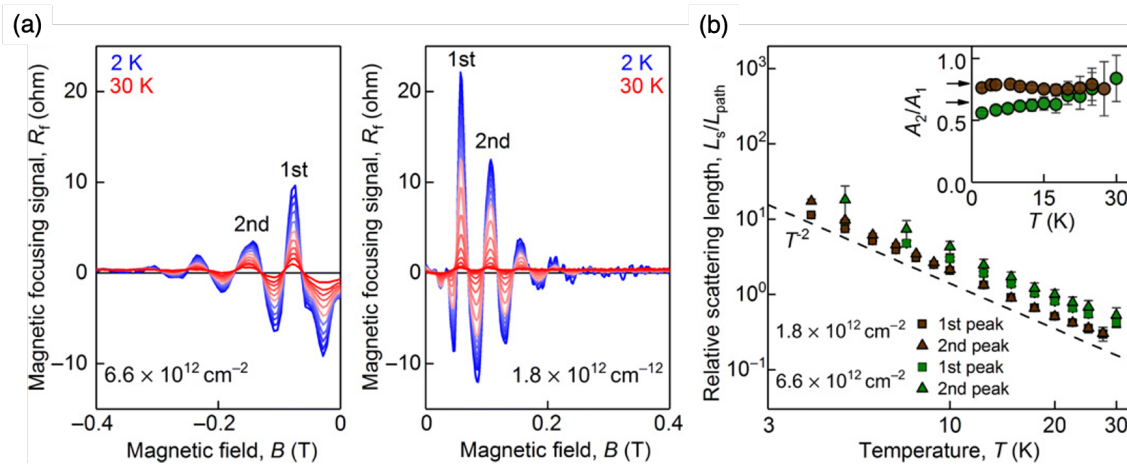 (a)
2 K
30 K
1st
2nd
6.6 × 10¹² cm⁻²
20
10
0
−10
−0.4
−0.2
0
Magnetic focusing signal, Rf (ohm)
Magnetic field, B (T)
1st
2nd
2 K
30 K
1.8 × 10¹² cm⁻¹²
20
10
0
−10
0
0.2
0.4
Magnetic focusing signal, Rf (ohm)
Magnetic field, B (T)
(b)
10³
10²
10¹
10⁰
10⁻¹
Relative scattering length, Ls/Lpath
T⁻²
1.8 × 10¹² cm⁻²
1st peak
2nd peak
6.6 × 10¹² cm⁻²
1st peak
2nd peak
3
10
20
30
Temperature, T (K)
1.0
0.5
0.0
A₂/A₁
0
15
30
T (K)